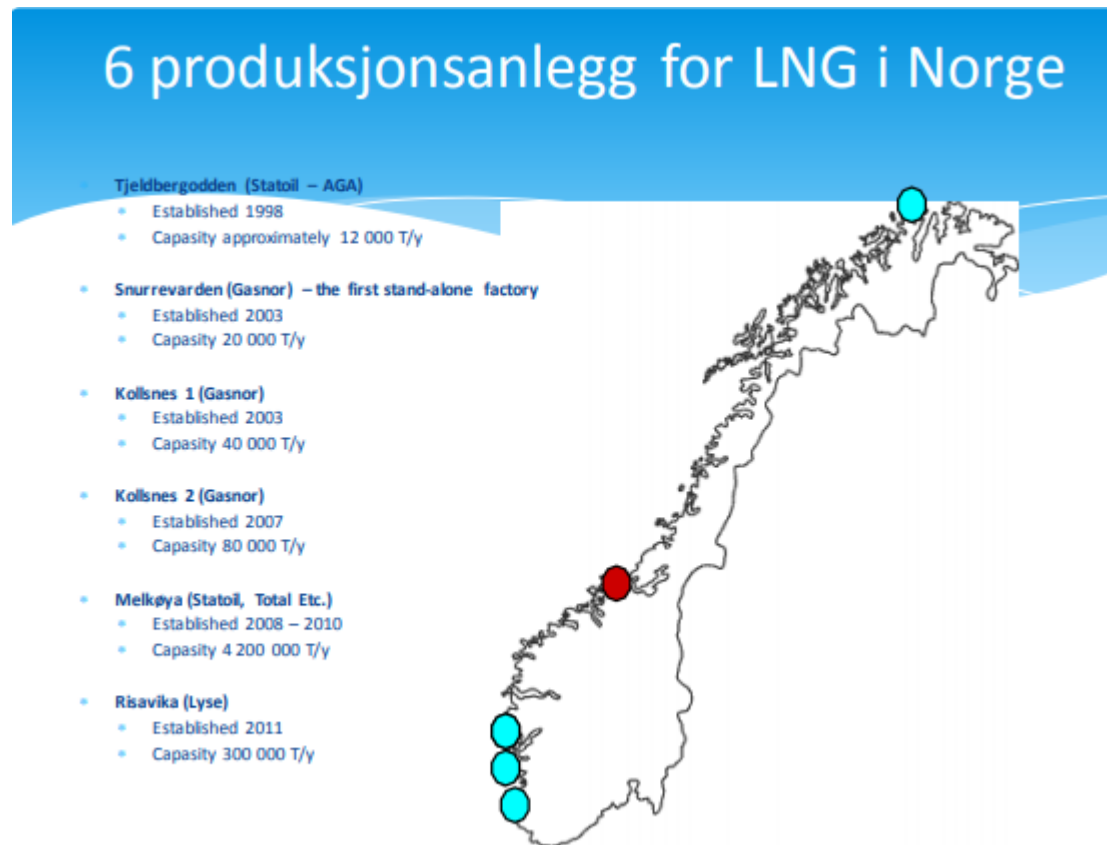 6 produksjonsanlegg for LNG i Norge
Tjeldbergodden (Statoil – AGA)
Established 1998
Capacity approximately 12 000 T/y
Snurrevarden (Gasnor) – the first stand-alone factory
Established 2003
Capasity 20 000 T/y
Kollsnes 1 (Gasnor)
Established 2003
Capasity 40 000 T/y
Kollsnes 2 (Gasnor)
Established 2007
Capasity 80 000 T/y
Melkøya (Statoil, Total Etc.)
Established 2008 – 2010
Capasity 4 200 000 T/y
Risavika (Lyse)
Established 2011
Capasity 300 000 T/y